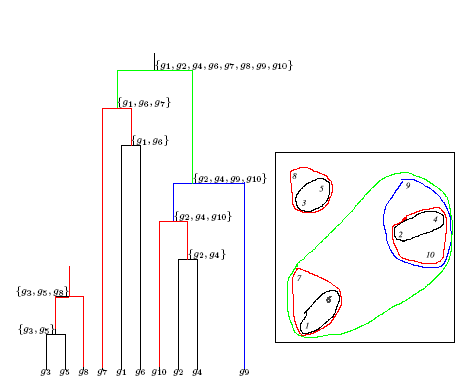 {g1, g2, g4, g6, g7, g8, g9, g10}
{g1, g6, g7}
{g1, g6}
{g2, g4, g9, g10}
{g2, g4, g10}
{g2, g4}
{g3, g5, g8}
{g3, g5}
g3 g5 g8 g7 g1 g6 g10 g2 g4 g9
8
5
3
9
4
2
10
7
6
1